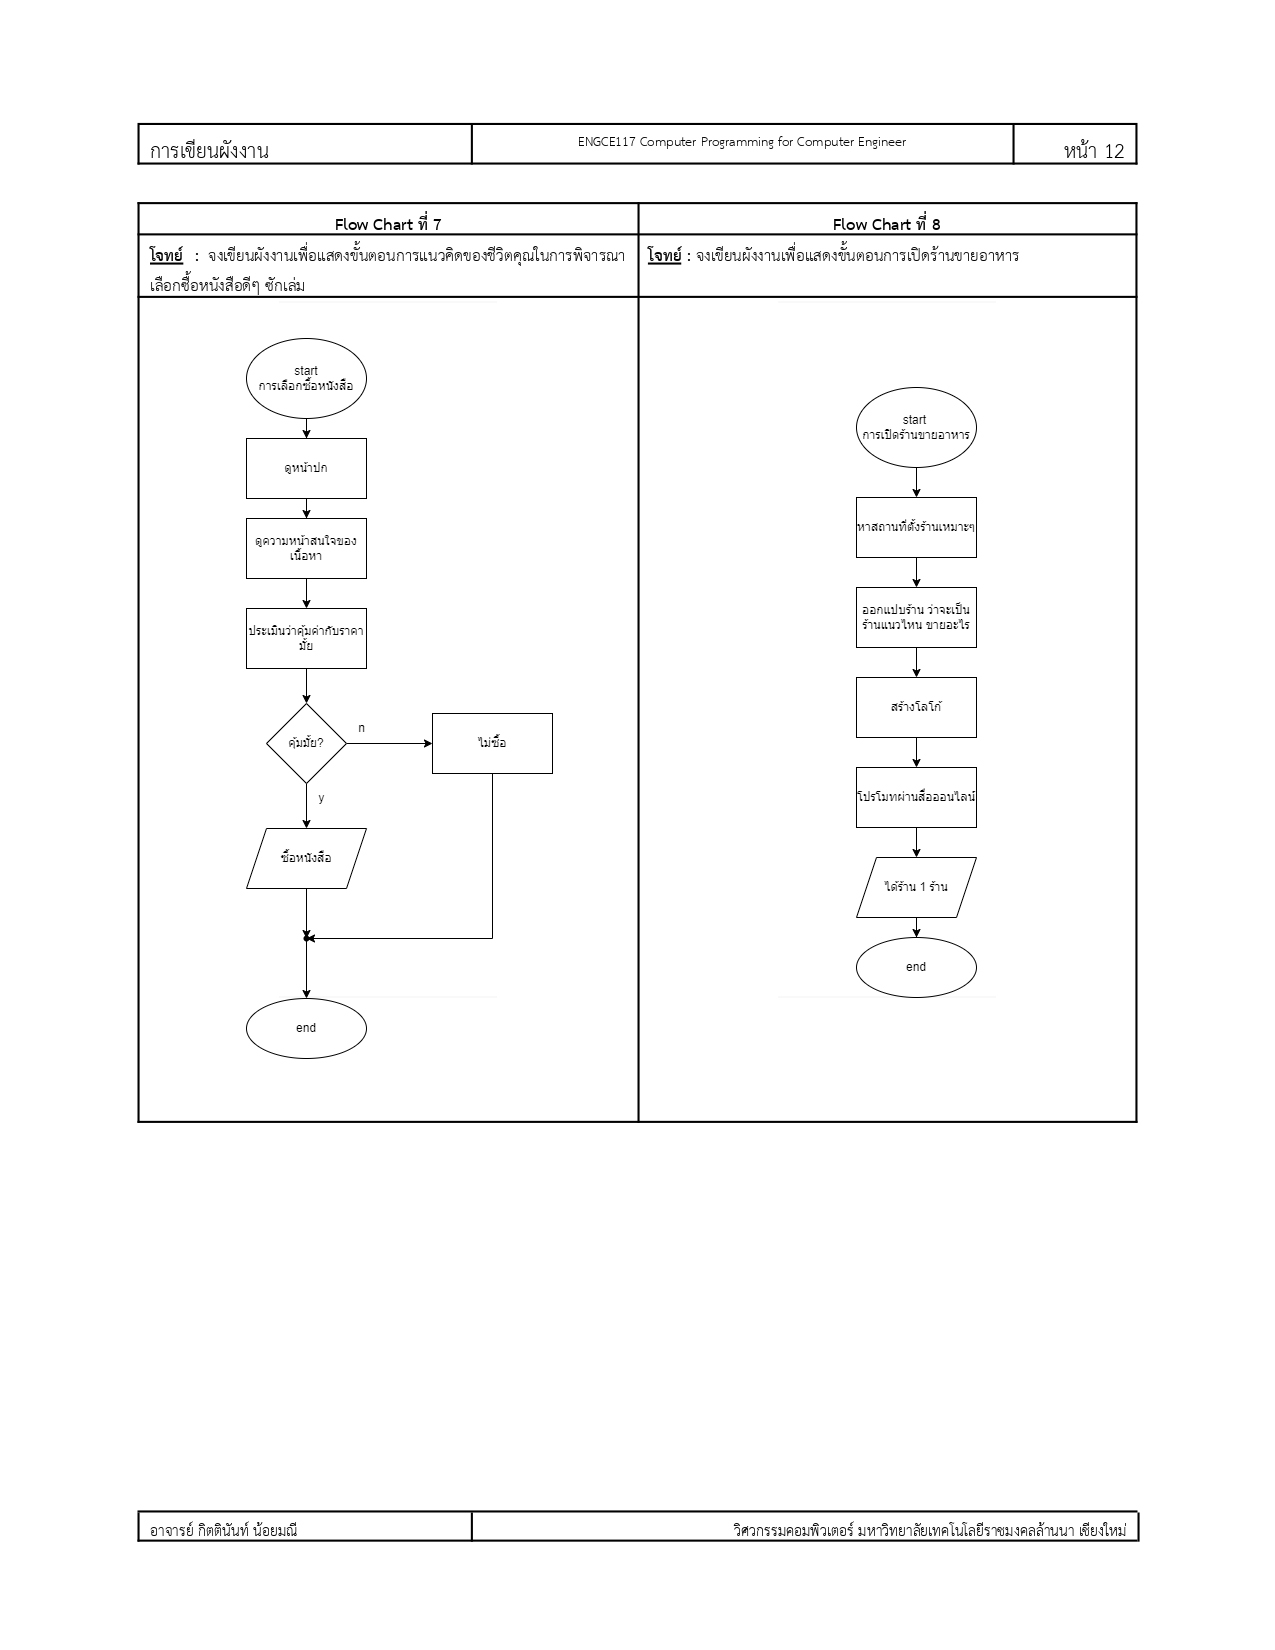 การเขียนผังงาน
ENGCE117 Computer Programming for Computer Engineer
หน้า 12
Flow Chart ที่ 7
โจทย์ : จงเขียนผังงานเพื่อแสดงขั้นตอนการแนวคิดของชีวิตคุณในการพิจารณา
เลือกซื้อหนังสือดีๆ ซักเล่ม
start
การเลือกซื้อหนังสือ
ดูหน้าปก
ดูความหน้าสนใจของ
เนื้อหา
ประเมินว่าคุ้มค่ากับราคา
มั้ย
คุ้มมั้ย?
n
ไม่ซื้อ
y
ซื้อหนังสือ
end
Flow Chart ที่ 8
โจทย์ : จงเขียนผังงานเพื่อแสดงขั้นตอนการเปิดร้านขายอาหาร
start
การเปิดร้านขายอาหาร
หาสถานที่ตั้งร้านเหมาะๆ
ออกแปบร้าน ว่าจะเป็น
ร้านแนวไหน ขายอะไร
สร้างโลโก้
โปรโมทผ่านสื่อออนไลน์
ได้ร้าน 1 ร้าน
end
อาจารย์ กิตตินันท์ น้อยมณี
วิศวกรรมคอมพิวเตอร์ มหาวิทยาลัยเทคโนโลยีราชมงคลล้านนา เชียงใหม่